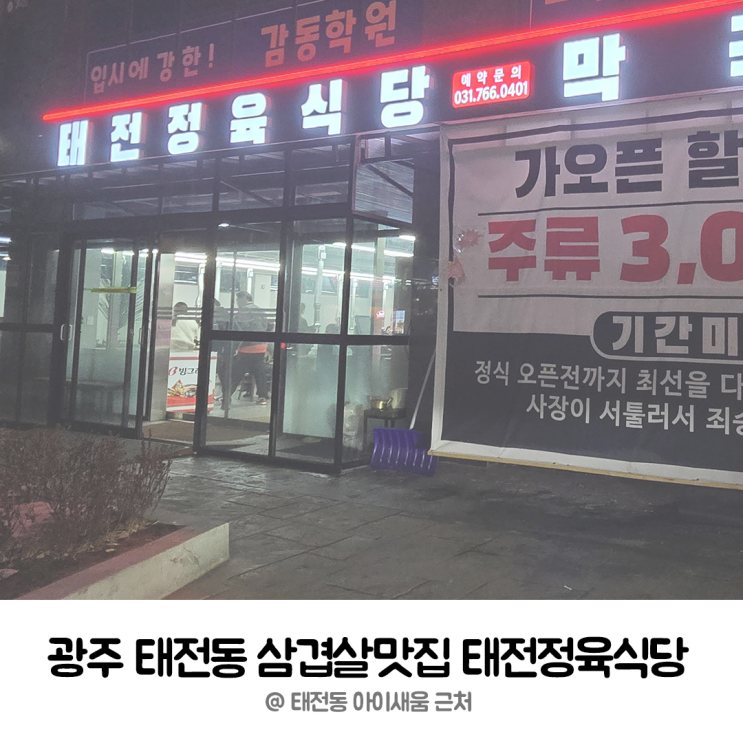 입시에 강한! 감동학원
태전정육식당
예약문의
031.766.0401
막
가오픈 할
주류 3,0
기간미
정식 오픈전까지 최선을 다
사장이 서툴러서 죄송
빙그레
광주 태전동 삼겹살맛집 태전정육식당
@ 태전동 아이새움 근처